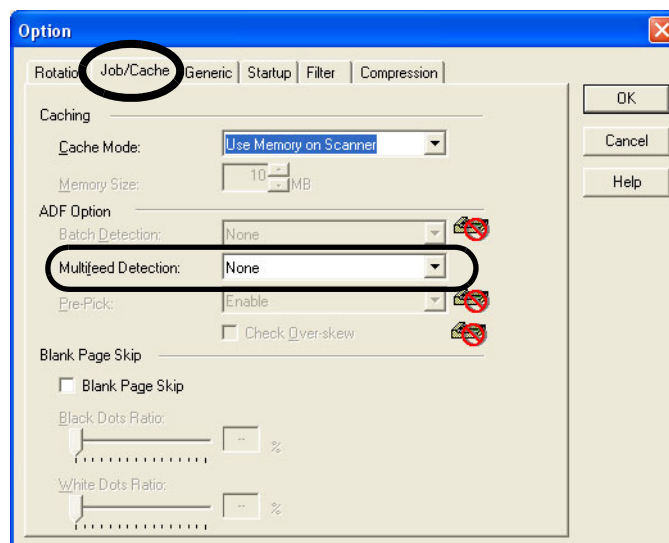 Option
Rotation Job/Cache Generic Startup Filter Compression
OK
Caching
Cache Mode: Use Memory on Scanner
Cancel
Memory Size: 10 MB
Help
ADF Option
Batch Detection: None
Multifeed Detection: None
Pre-Pick: Enable
Check Over-skew
Blank Page Skip
Blank Page Skip
Black Dots Ratio:
-- %
White Dots Ratio:
-- %